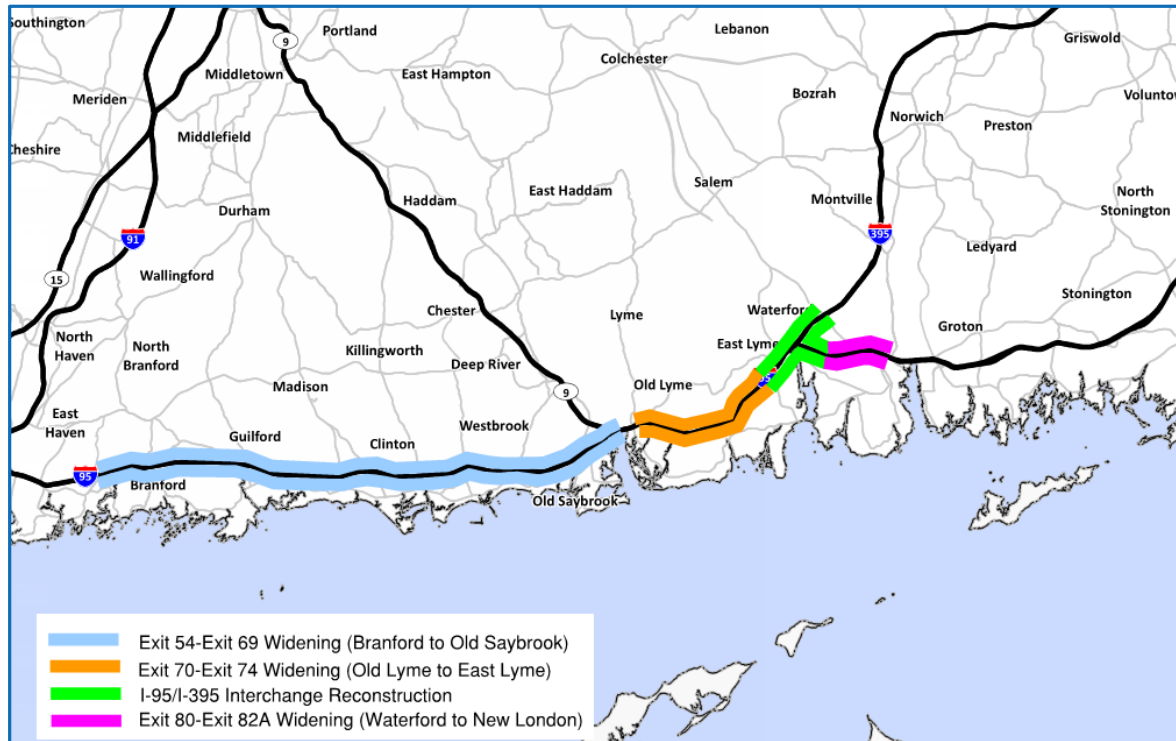 Southington
9
Portland
Lebanon
Griswold
Colchester
Middletown
East Hampton
Meriden
Bozrah
Volunto
Norwich
Preston
Middlefield
Cheshire
Salem
East Haddam
North
Stonington
Montville
Haddam
Durham
91
395
Ledyard
15
Wallingford
Stonington
Chester
Lyme
Waterford
Groton
North
Haven
North
Branford
East Lyme
Killingworth
Deep River
Madison
9
Old Lyme
95
East
Haven
Westbrook
Guilford
Clinton
95
Branford
Old Saybrook
Exit 54-Exit 69 Widening (Branford to Old Saybrook)
Exit 70-Exit 74 Widening (Old Lyme to East Lyme)
I-95/I-395 Interchange Reconstruction
Exit 80-Exit 82A Widening (Waterford to New London)